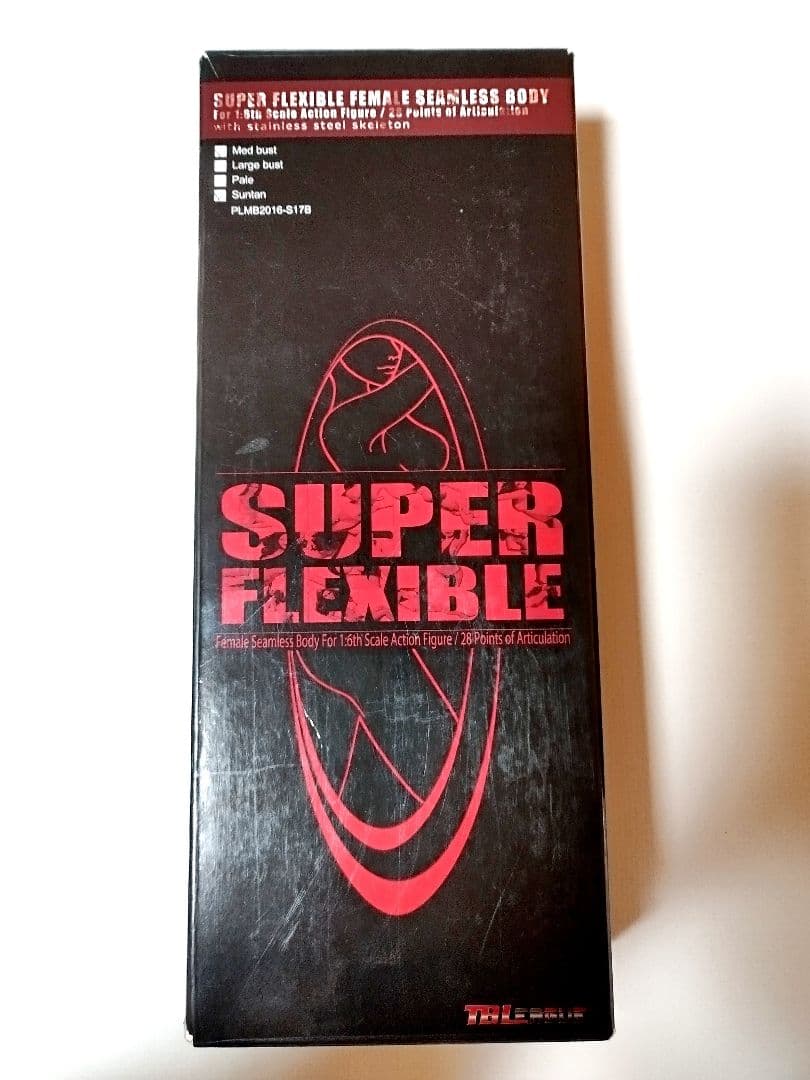 SUPER FLEXIBLE FEMALE SEAMLESS BODY
For 1:6th Scale Action Figure / 28 Points of Articulation
with stainless steel skeleton
Med bust
Large bust
Pale
Suntan
PLMB2016-S17B
SUPER
FLEXIBLE
Female Seamless Body For 1:6th Scale Action Figure / 28 Points of Articulation
TBLEAGUE